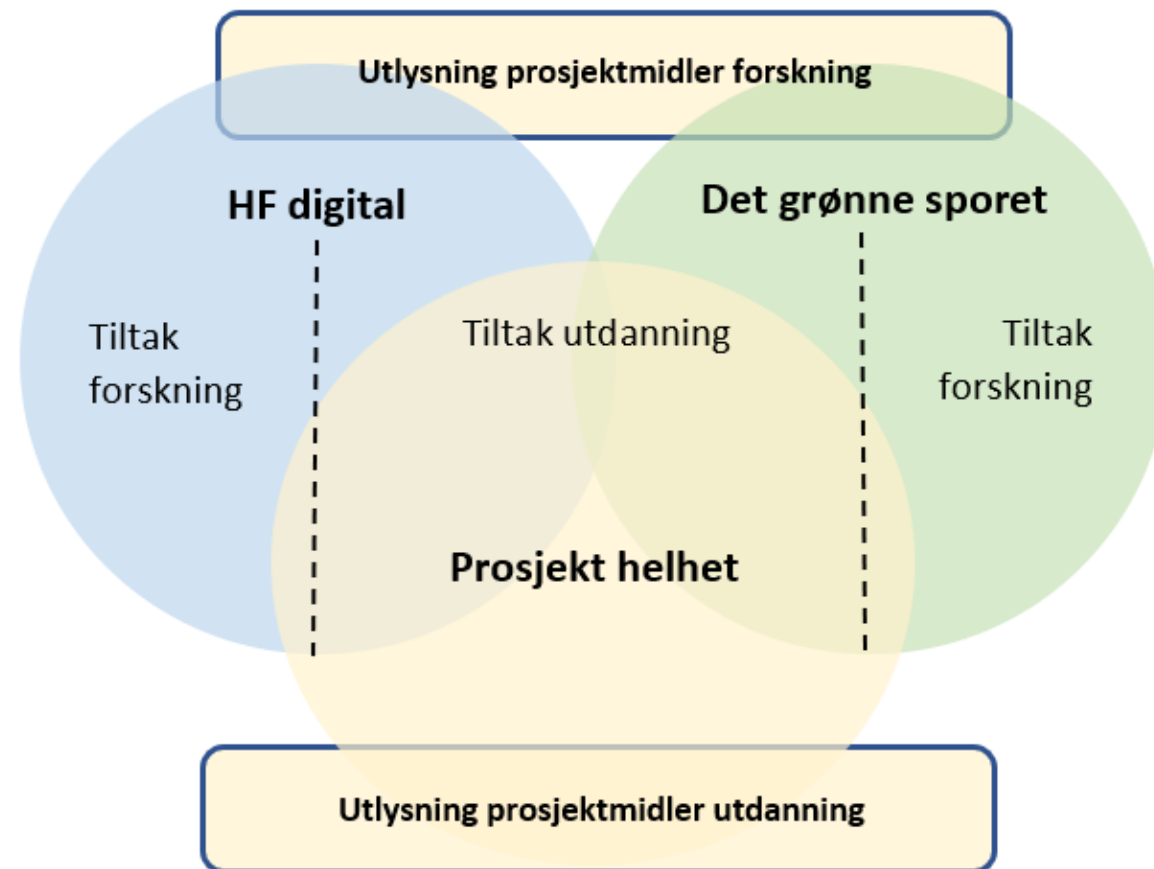 Utlysning prosjektmidler forskning
HF digital
Det grønne sporet
Tiltak
forskning
Tiltak utdanning
Tiltak
forskning
Prosjekt helhet
Utlysning prosjektmidler utdanning